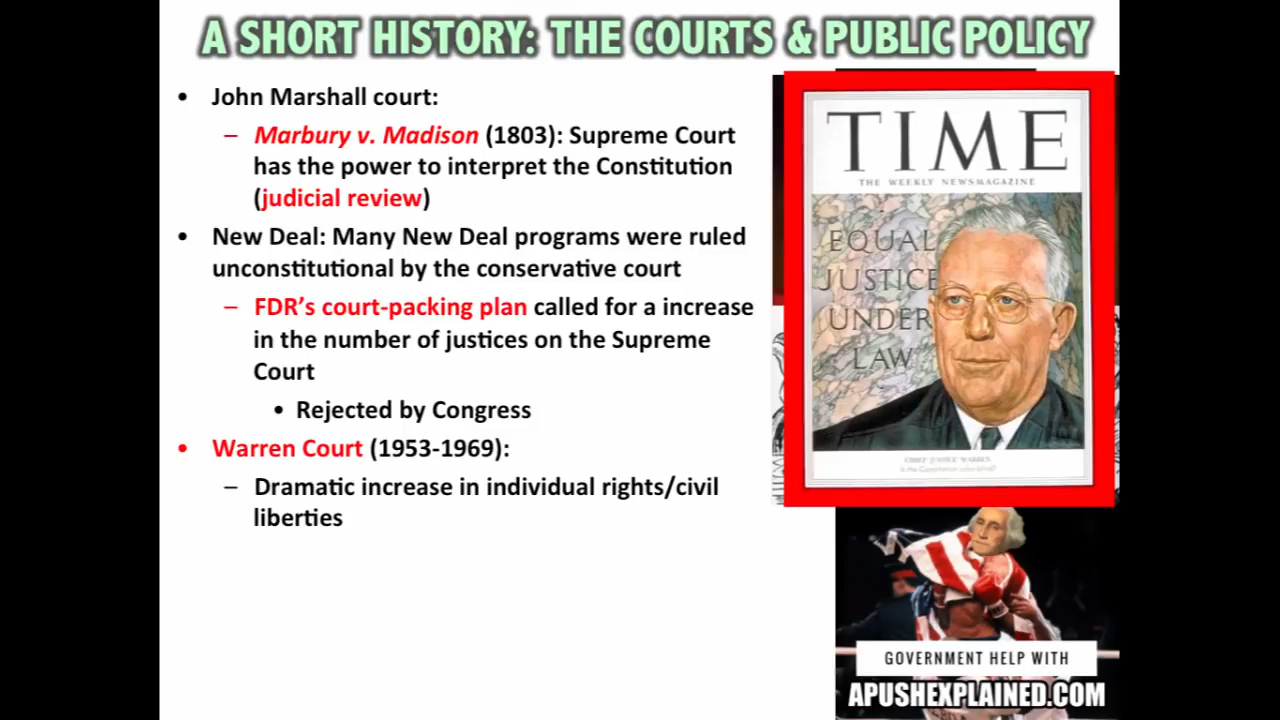 A SHORT HISTORY: THE COURTS & PUBLIC POLICY
• John Marshall court:
– Marbury v. Madison (1803): Supreme Court
has the power to interpret the Constitution
(judicial review)
• New Deal: Many New Deal programs were ruled
unconstitutional by the conservative court
– FDR's court-packing plan called for a increase
in the number of justices on the Supreme
Court
• Rejected by Congress
• Warren Court (1953-1969):
– Dramatic increase in individual rights/civil
liberties
TIME
THE WEEKLY NEWSMAGAZINE
EQUAL
JUSTICE
UNDER
LAW
CHIEF JUSTICE WARREN
GOVERNMENT HELP WITH
APUSHEXPLAINED.COM